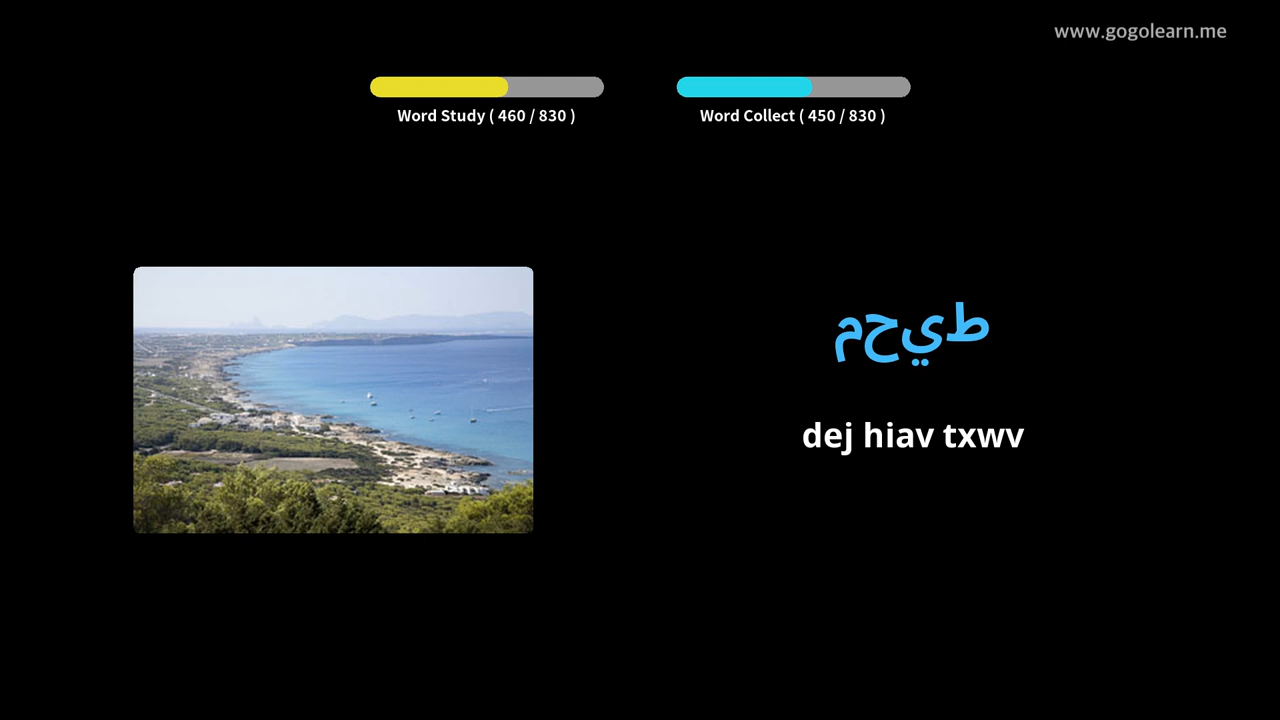 www.gogolearn.me
Word Study ( 460 / 830 )
Word Collect ( 450 / 830 )
محيط
dej hiav txwv